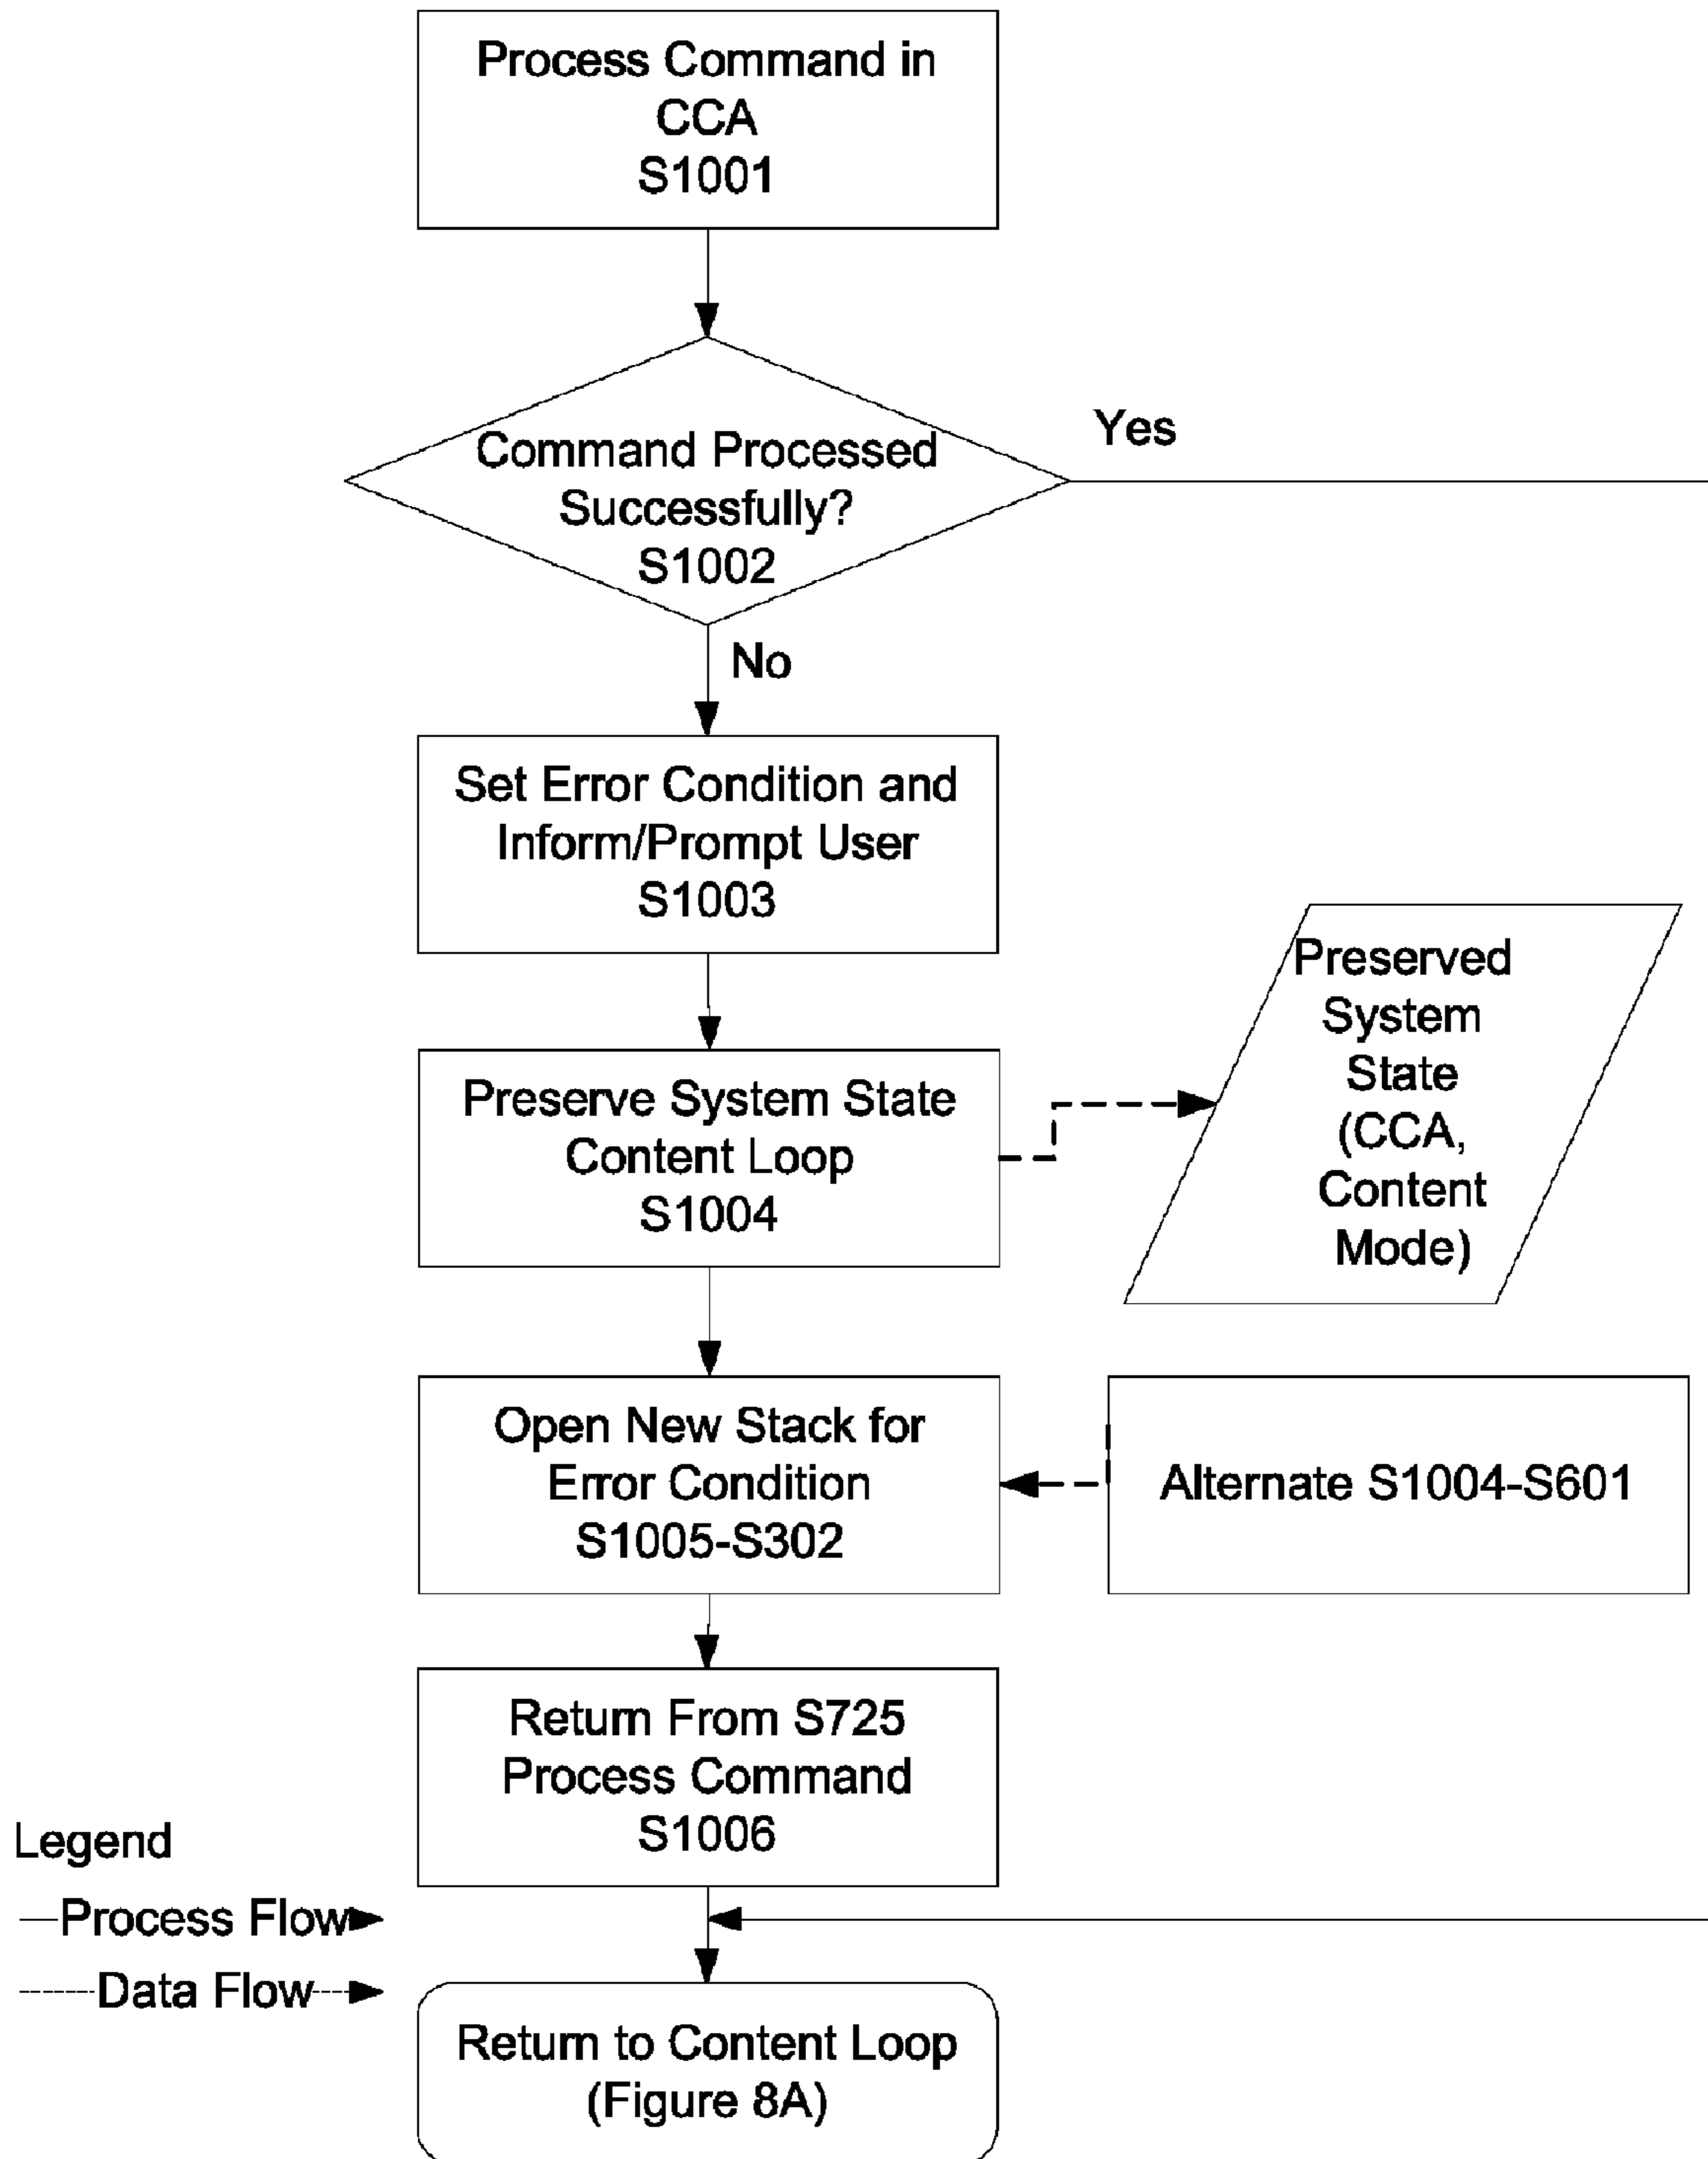 Process Command in
CCA
S1001
Command Processed
Successfully?
S1002
Yes
No
Set Error Condition and
Inform/Prompt User
S1003
Preserve System State
Content Loop
S1004
Preserved
System
State
(CCA,
Content
Mode)
Open New Stack for
Error Condition
S1005-S302
Alternate S1004-S601
Return From S725
Process Command
S1006
Legend
Process Flow
Data Flow
Return to Content Loop
(Figure 8A)